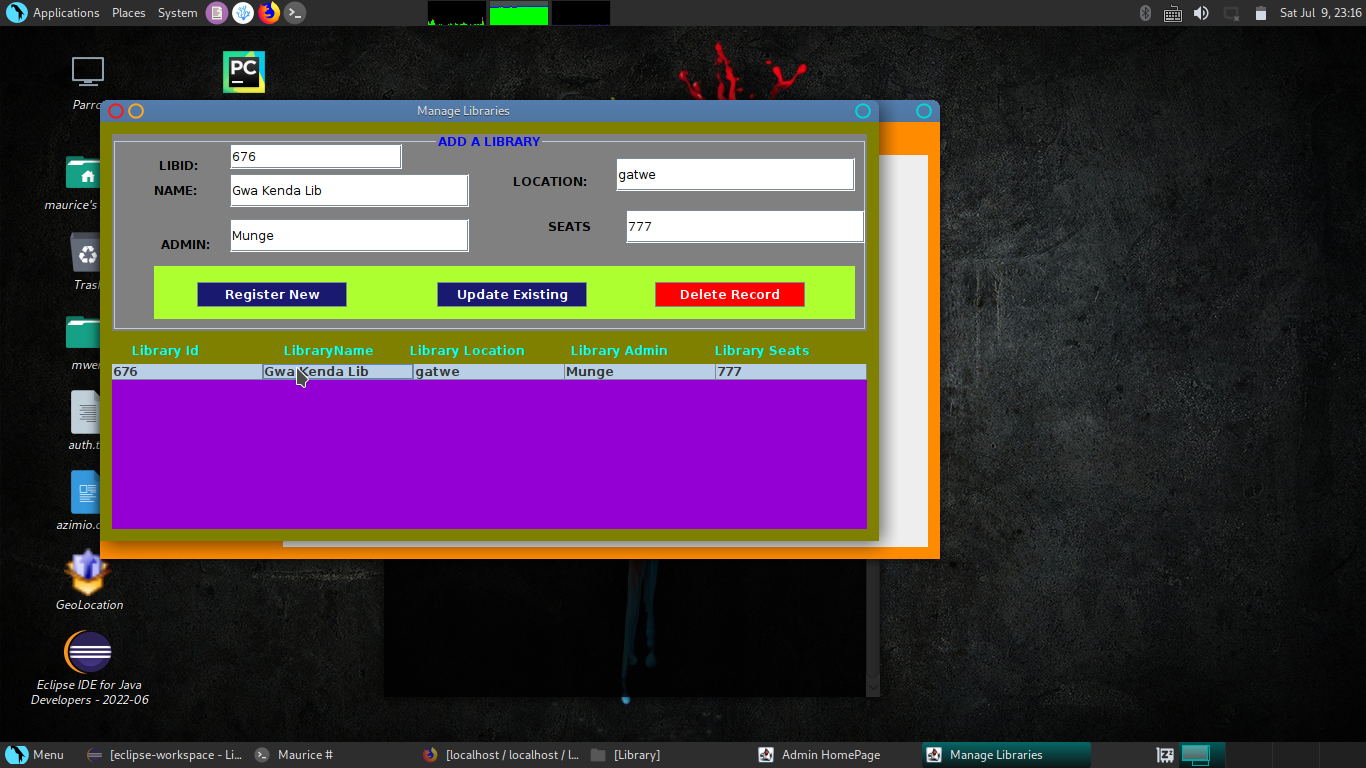 Applications Places System Sat Jul 9, 23:16
PC
Manage Libraries
ADD A LIBRARY
LIBID: 676
NAME: Gwa Kenda Lib
LOCATION: gatwe
ADMIN: Munge
SEATS 777
Register New Update Existing Delete Record
Library Id LibraryName Library Location Library Admin Library Seats
676 Gwa Kenda Lib gatwe Munge 777
Parro
maurice's
Tras
mwe
auth.t
azimio.
GeoLocation
Eclipse IDE for Java
Developers - 2022-06
Menu [eclipse-workspace - Li... Maurice # [localhost / localhost / l... [Library] Admin HomePage Manage Libraries